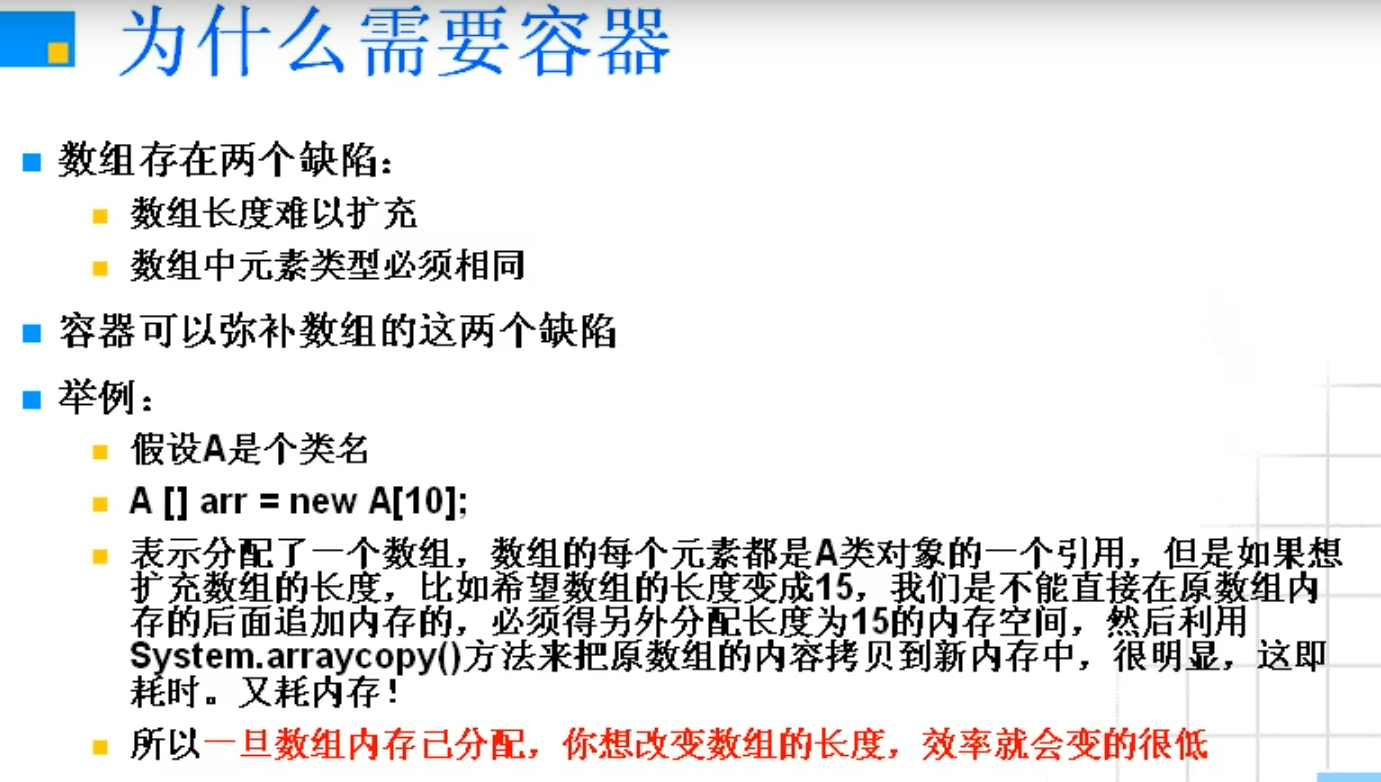 为什么需要容器
数组存在两个缺陷：
数组长度难以扩充
数组中元素类型必须相同
容器可以弥补数组的这两个缺陷
举例：
假设A是个类名
A [] arr = new A[10];
表示分配了一个数组，数组的每个元素都是A类对象的一个引用，但是如果想
扩充数组的长度，比如希望数组的长度变成15，我们是不能直接在原数组内
存的后面追加内存的，必须得另外分配长度为15的内存空间，然后利用
System.arraycopy()方法来把原数组的内容拷贝到新内存中，很明显，这即
耗时。又耗内存！
所以一旦数组内存已分配，你想改变数组的长度，效率就会变的很低